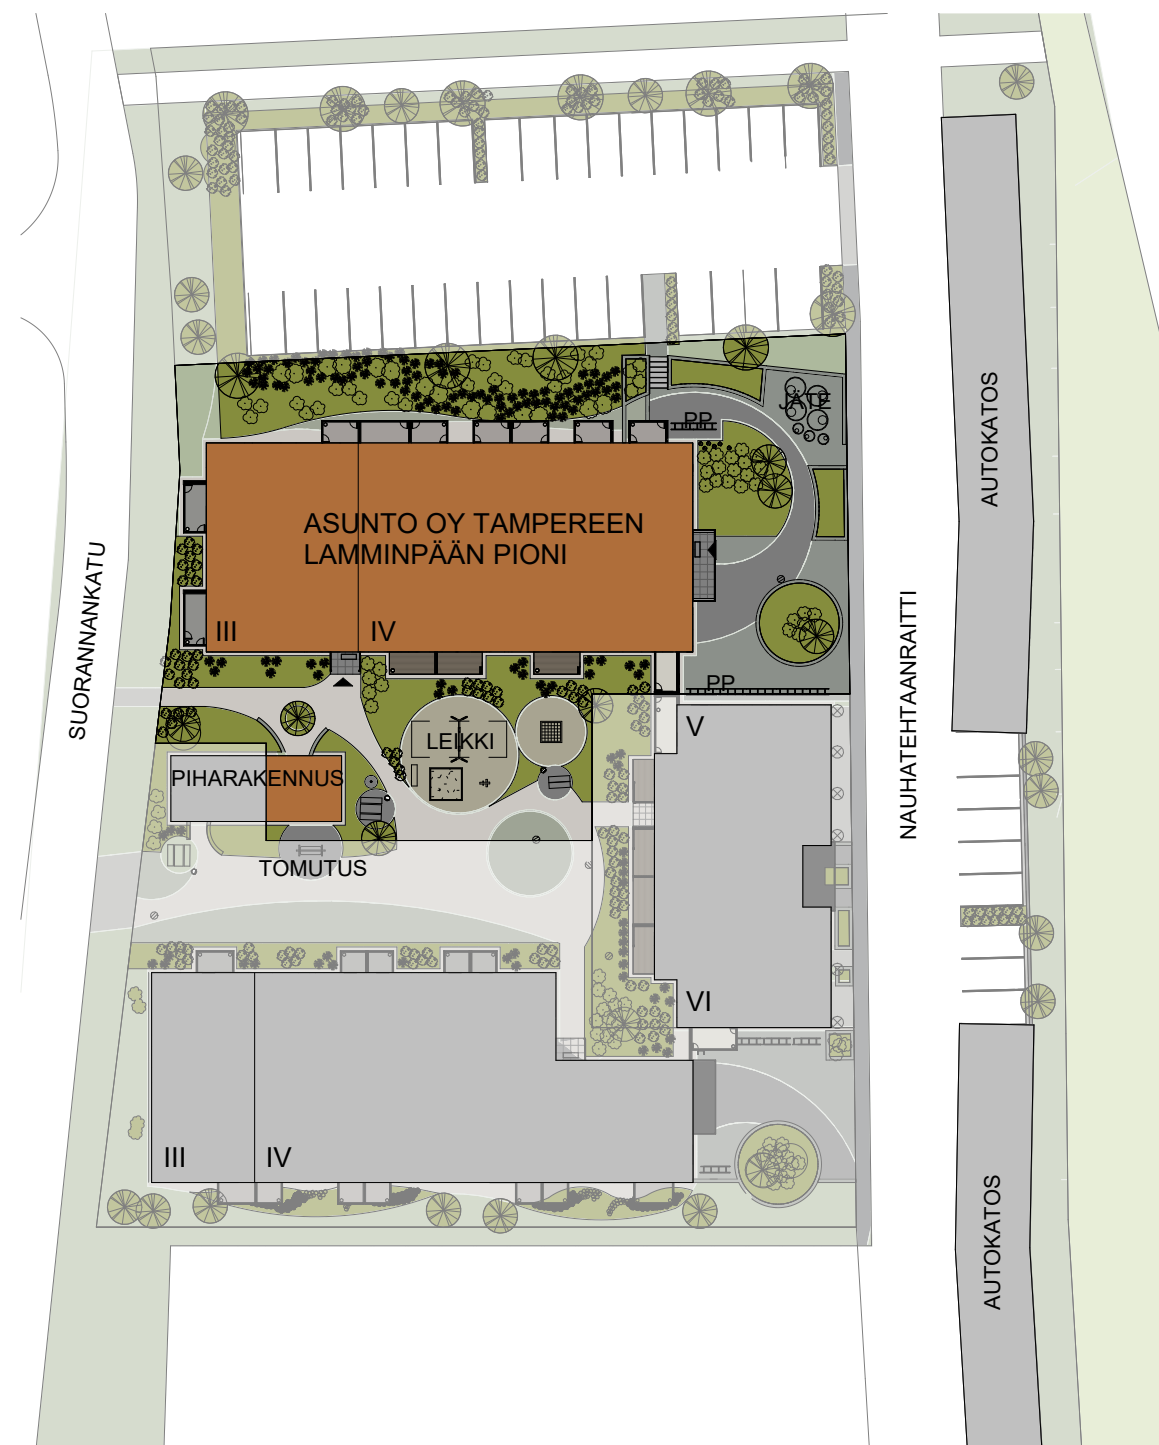 JÄTE
PP
AUTOKATOS
ASUNTO OY TAMPEREEN
LAMMINPÄÄN PIONI
SUORANNANKATU
III
IV
NAUHATEHTAANRAITTI
PP
V
LEIKKI
PIHARAKENNUS
TOMUTUS
VI
III
IV
AUTOKATOS